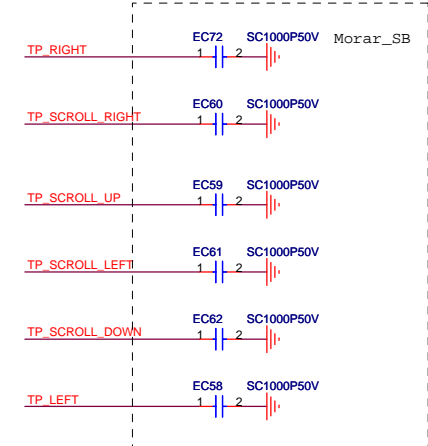 EC72 SC1000P50V Morar_SB
TP_RIGHT 1 2
EC60 SC1000P50V
TP_SCROLL_RIGHT 1 2
EC59 SC1000P50V
TP_SCROLL_UP 1 2
EC61 SC1000P50V
TP_SCROLL_LEFT 1 2
EC62 SC1000P50V
TP_SCROLL_DOWN 1 2
EC58 SC1000P50V
TP_LEFT 1 2